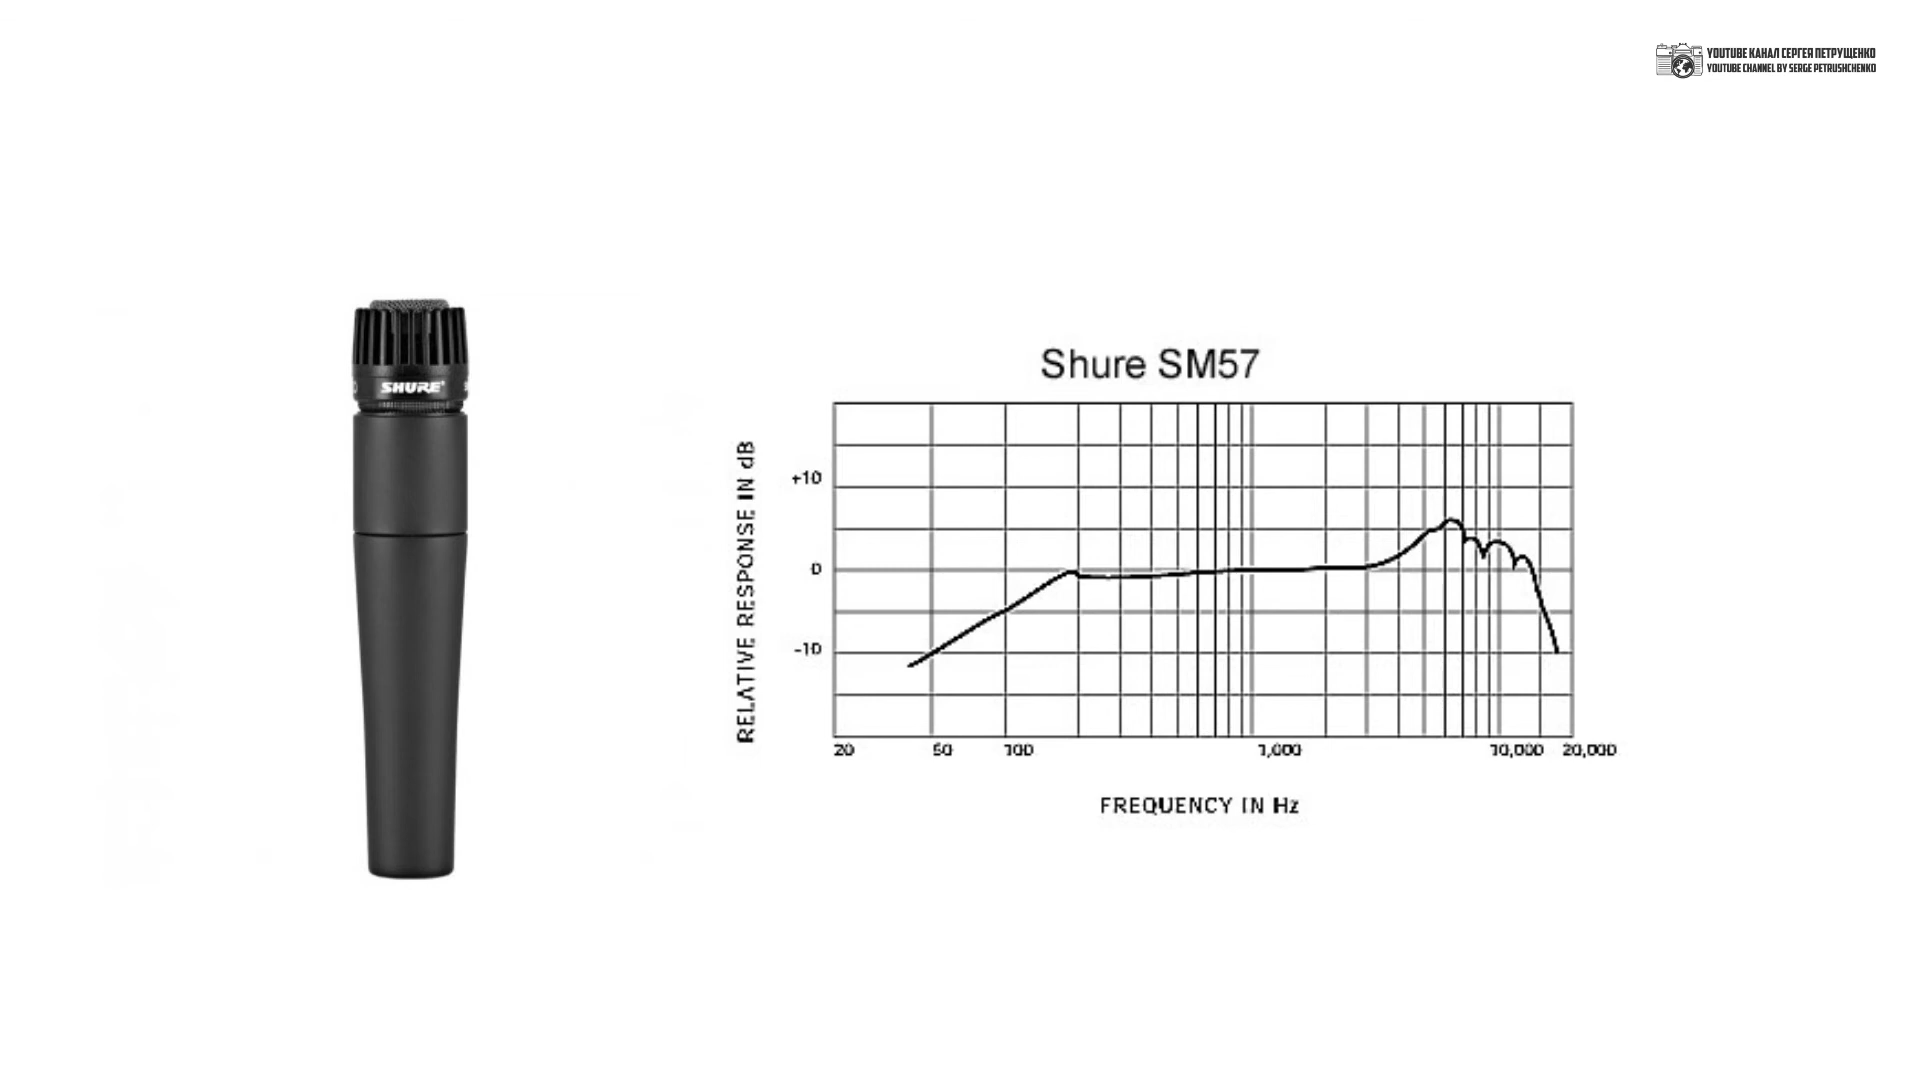 YOUTUBE КАНАЛ СЕРГЕЯ ПЕТРУЩЕНКО
YOUTUBE CHANNEL BY SERGE PETRUSHCHENKO
SHURE
Shure SM57
RELATIVE RESPONSE IN dB
+10
0
-10
20 50 100 1,000 10,000 20,000
FREQUENCY IN Hz